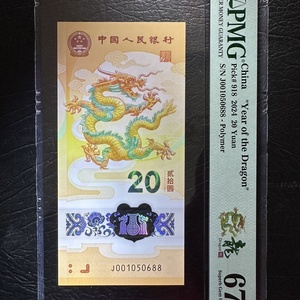 中国人民银行
贰拾圆
20
J001050688
PMG
China "Year of the Dragon"
Pick# 918 2024 20 Yuan
S/N J001050688 - Polymer
龙
67